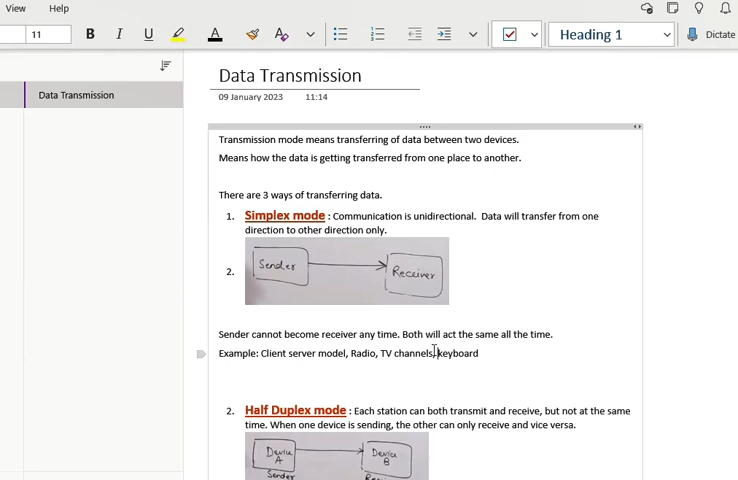 View Help
11 B I U A A Heading 1 Dictate
Data Transmission
Data Transmission
09 January 2023 11:14
Transmission mode means transferring of data between two devices.
Means how the data is getting transferred from one place to another.
There are 3 ways of transferring data.
1. Simplex mode : Communication is unidirectional. Data will transfer from one
direction to other direction only.
2.
Sender Receiver
Sender cannot become receiver any time. Both will act the same all the time.
Example: Client server model, Radio, TV channels, keyboard
2. Half Duplex mode : Each station can both transmit and receive, but not at the same
time. When one device is sending, the other can only receive and vice versa.
Device Device
A B
Sender